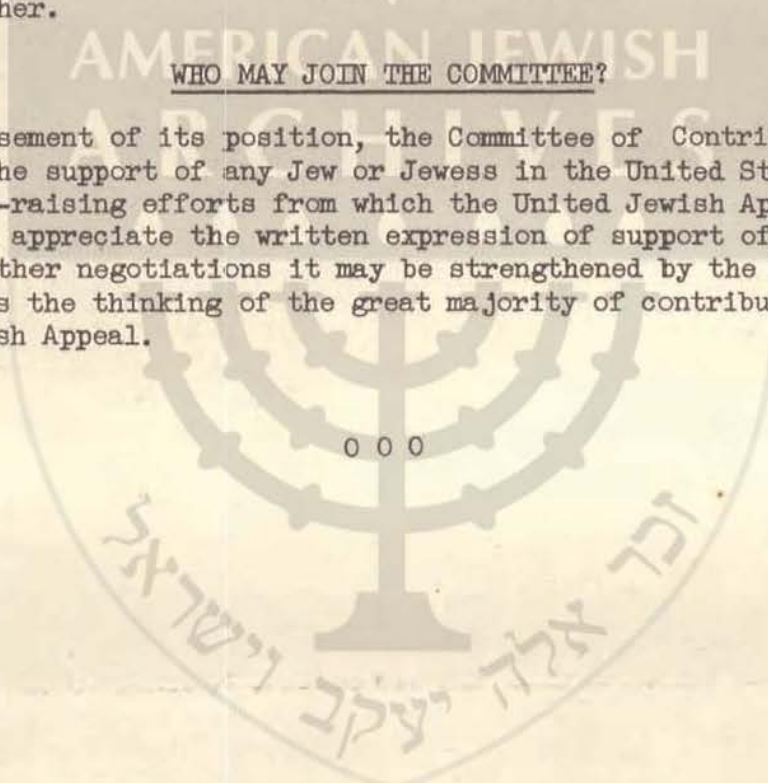 her.
AMERICAN JEWISH
ARCHIVES
WHO MAY JOIN THE COMMITTEE?
sement of its position, the Committee of Contri
he support of any Jew or Jewess in the United St
-raising efforts from which the United Jewish Ap
appreciate the written expression of support of
ther negotiations it may be strengthened by the
s the thinking of the great majority of contribu
sh Appeal.
0 0 0
זכר אלה יעקב וישראל